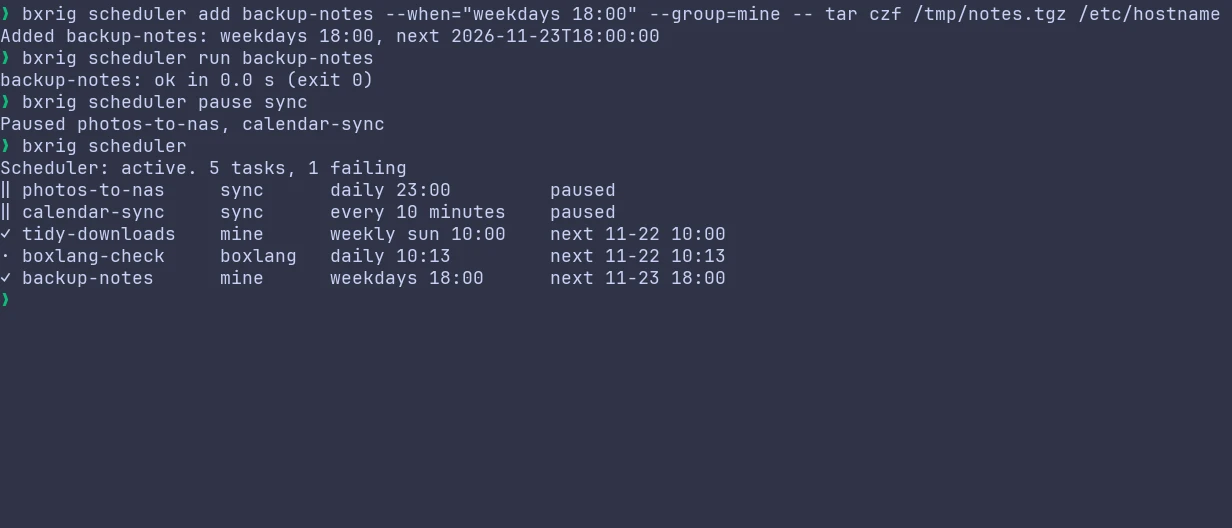 ❯ bxrig scheduler add backup-notes --when="weekdays 18:00" --group=mine -- tar czf /tmp/notes.tgz /etc/hostname
Added backup-notes: weekdays 18:00, next 2026-11-23T18:00:00
❯ bxrig scheduler run backup-notes
backup-notes: ok in 0.0 s (exit 0)
❯ bxrig scheduler pause sync
Paused photos-to-nas, calendar-sync
❯ bxrig scheduler
Scheduler: active. 5 tasks, 1 failing
‖ photos-to-nas     sync      daily 23:00         paused
‖ calendar-sync     sync      every 10 minutes    paused
✓ tidy-downloads    mine      weekly sun 10:00    next 11-22 10:00
· boxlang-check     boxlang   daily 10:13         next 11-22 10:13
✓ backup-notes      mine      weekdays 18:00      next 11-23 18:00
❯